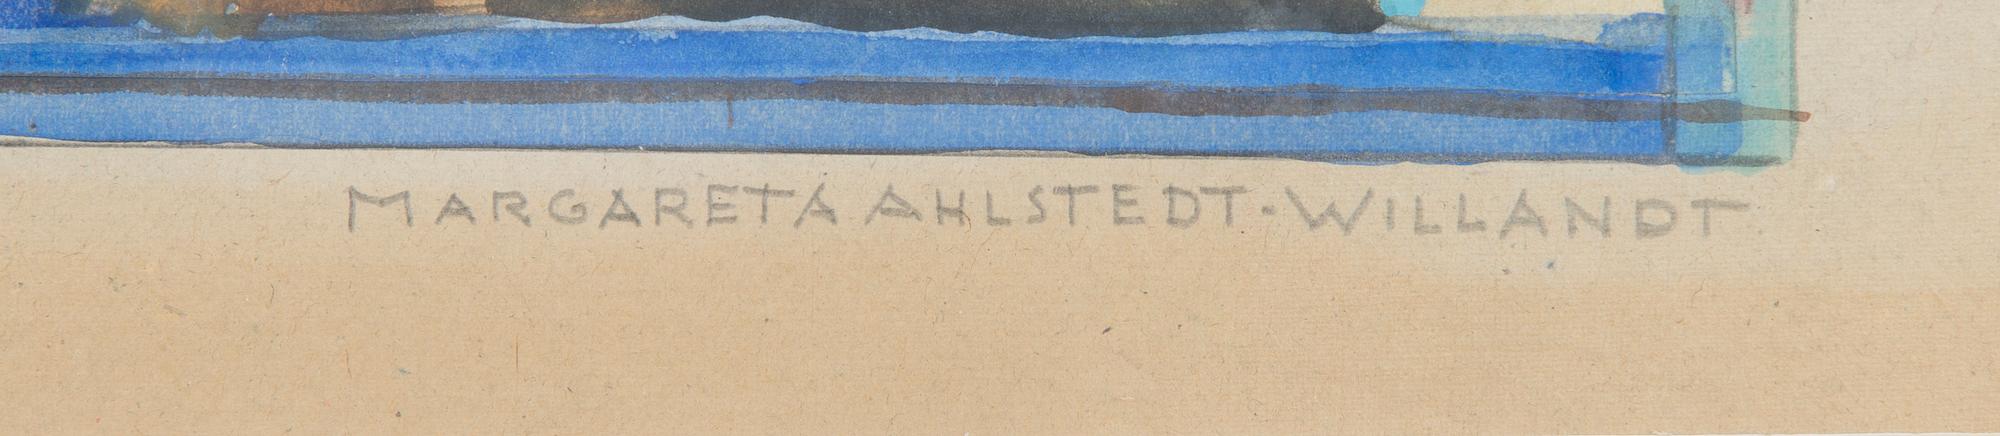 MARGARETA AHLSTEDT-WILLANDT